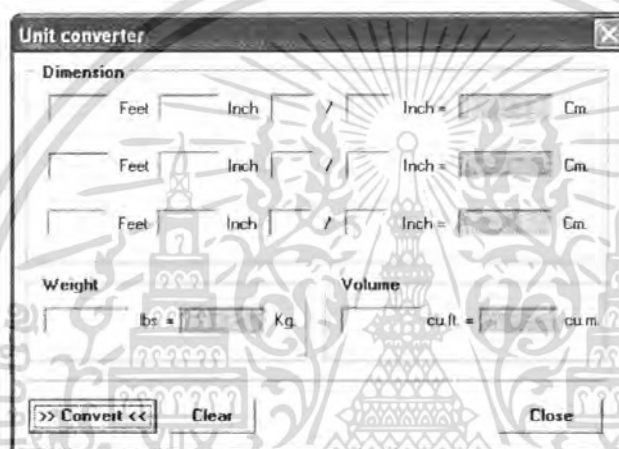 Unit converter
Dimension
Feet Inch / Inch = Cm.
Feet Inch / Inch = Cm.
Feet Inch / Inch = Cm.
Weight Volume
lbs = Kg. cu.ft. = cu.m.
>> Convert << Clear Close